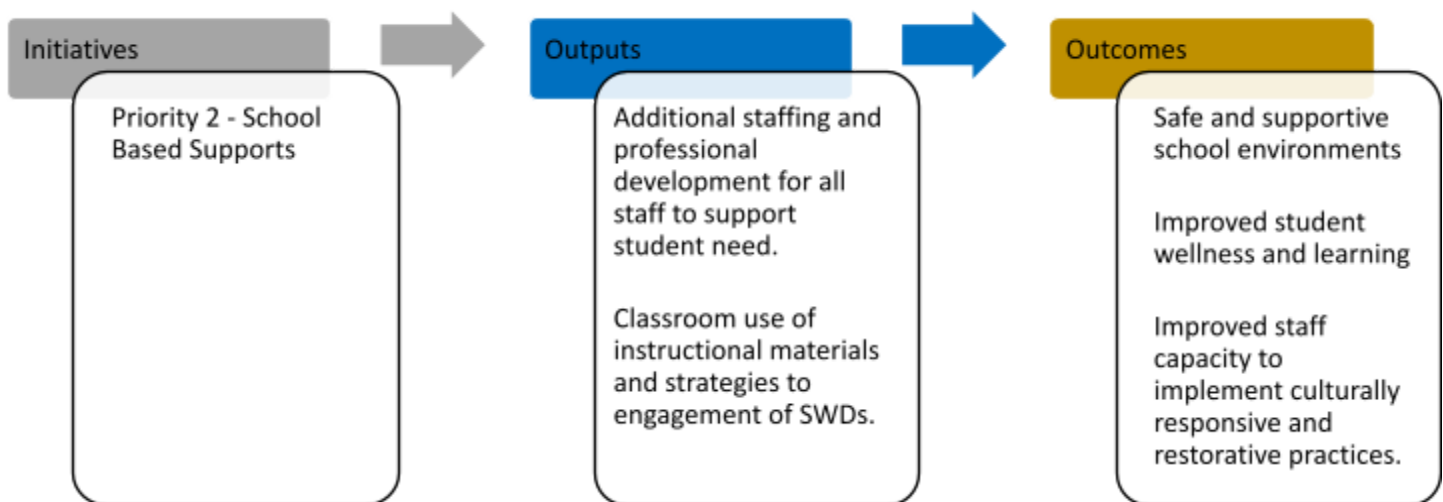 Initiatives
Priority 2 - School
Based Supports
Outputs
Additional staffing and
professional
development for all
staff to support
student need.
Classroom use of
instructional materials
and strategies to
engagement of SWDs.
Outcomes
Safe and supportive
school environments
Improved student
wellness and learning
Improved staff
capacity to
implement culturally
responsive and
restorative practices.